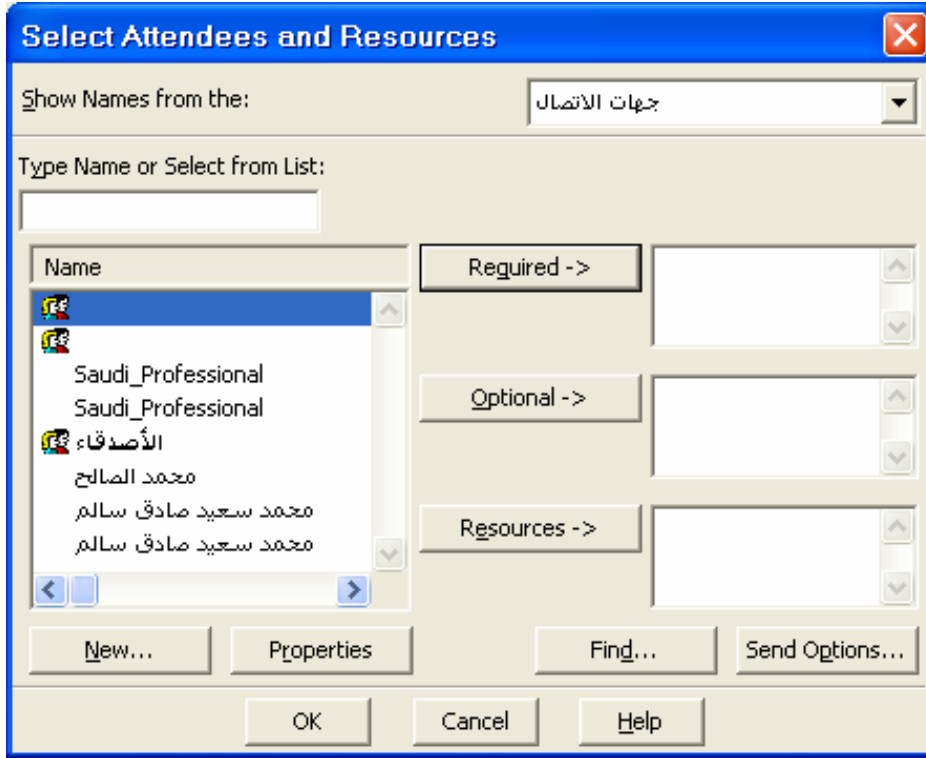 Select Attendees and Resources
Show Names from the:
جهات الاتصال
Type Name or Select from List:
Name
Required ->
Saudi_Professional
Saudi_Professional
Optional ->
الأصدقاء
محمد الصالح
محمد سعيد صادق سالم
محمد سعيد صادق سالم
Resources ->
New...
Properties
Find...
Send Options...
OK
Cancel
Help